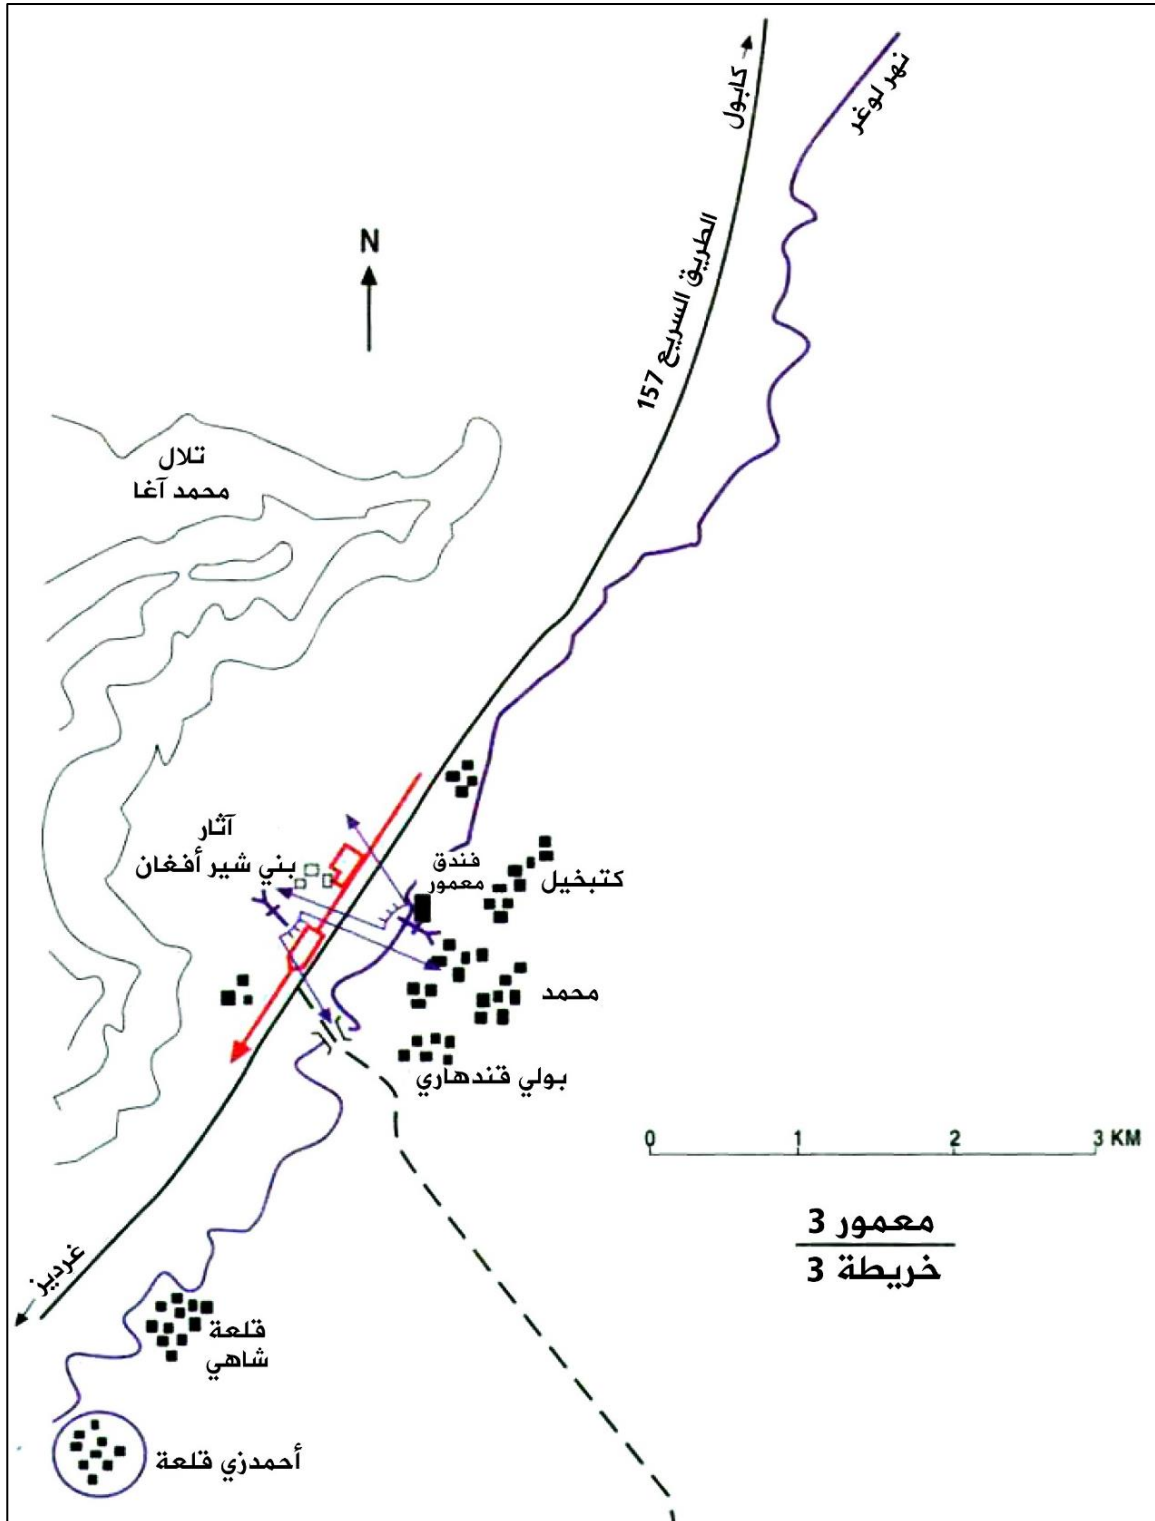 كابول
نهر لوغر
N
الطريق السريع 157
تلال
محمد آغا
آثار
بني شير أفغان
فندق
معمور
كتبخيل
محمد
بولي قندهاري
0 1 2 3 KM
معمور 3
خريطة 3
غرديز
قلعة
شاهي
أحمدزي قلعة